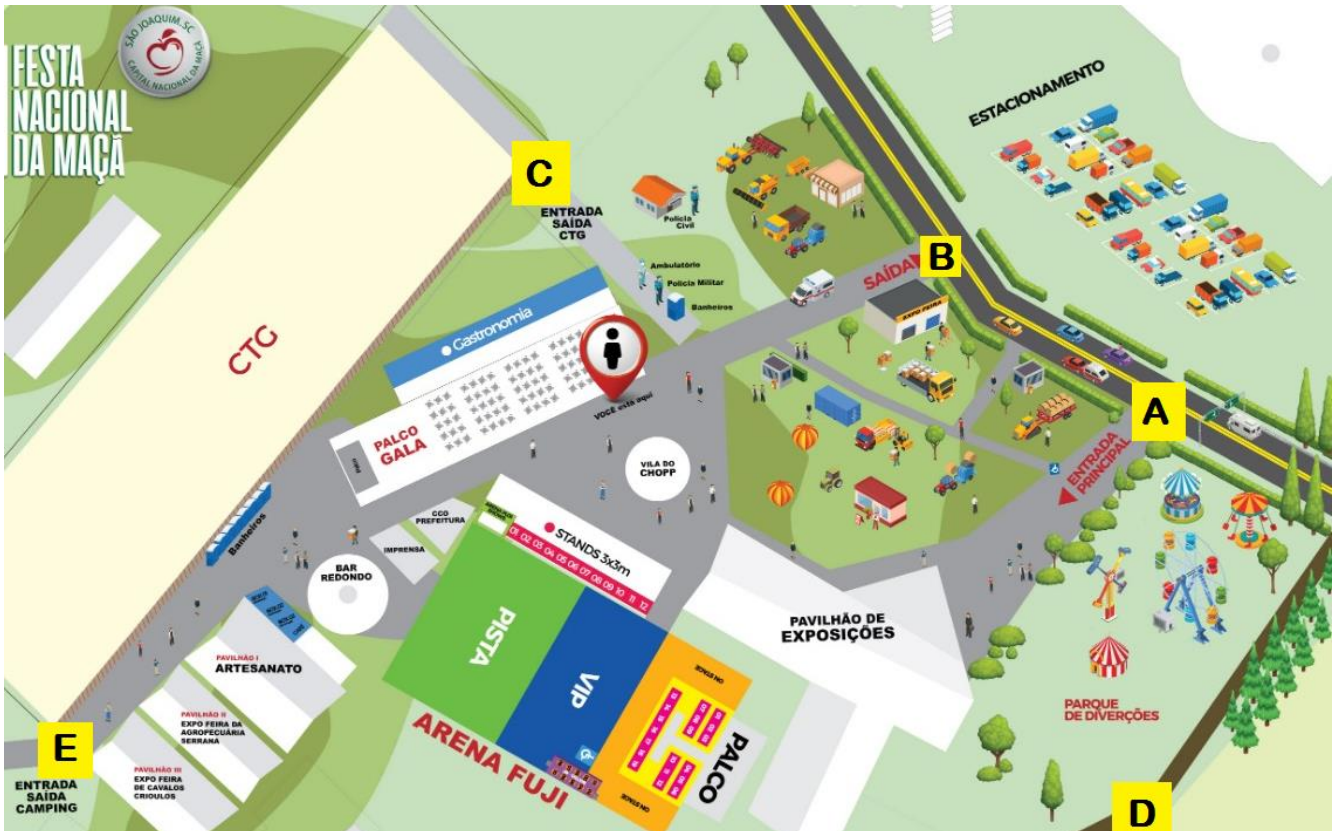 FESTA
NACIONAL
DA MAÇÃ
SÃO JOAQUIM.SC
CAPITAL NACIONAL DA MAÇÃ
ESTACIONAMENTO
C
ENTRADA
SAÍDA
CTG
Polícia
Civil
Ambulatório
Polícia Militar
Banheiros
SAÍDA
B
EXPO FEIRA
A
ENTRADA
PRINCIPAL
CTG
Gastronomia
VOCÊ está aqui
PALCO
GALA
VILA DO
CHOPP
CCO
PREFEITURA
IMPRENSA
Banheiros
BAR
REDONDO
STANDS 3x3m
01 02 03 04 05 06 07 08 09 10 11 12
PISTA
VIP
ARENA FUJI
ON STAGE
ON STAGE
PALCO
PAVILHÃO DE
EXPOSIÇÕES
PARQUE
DE DIVERÇÕES
PAVILHÃO I
ARTESANATO
PAVILHÃO II
EXPO FEIRA DA
AGROPECUÁRIA
SERRANA
PAVILHÃO III
EXPO FEIRA
DE CAVALOS
CRIOULOS
E
ENTRADA
SAÍDA
CAMPING
D